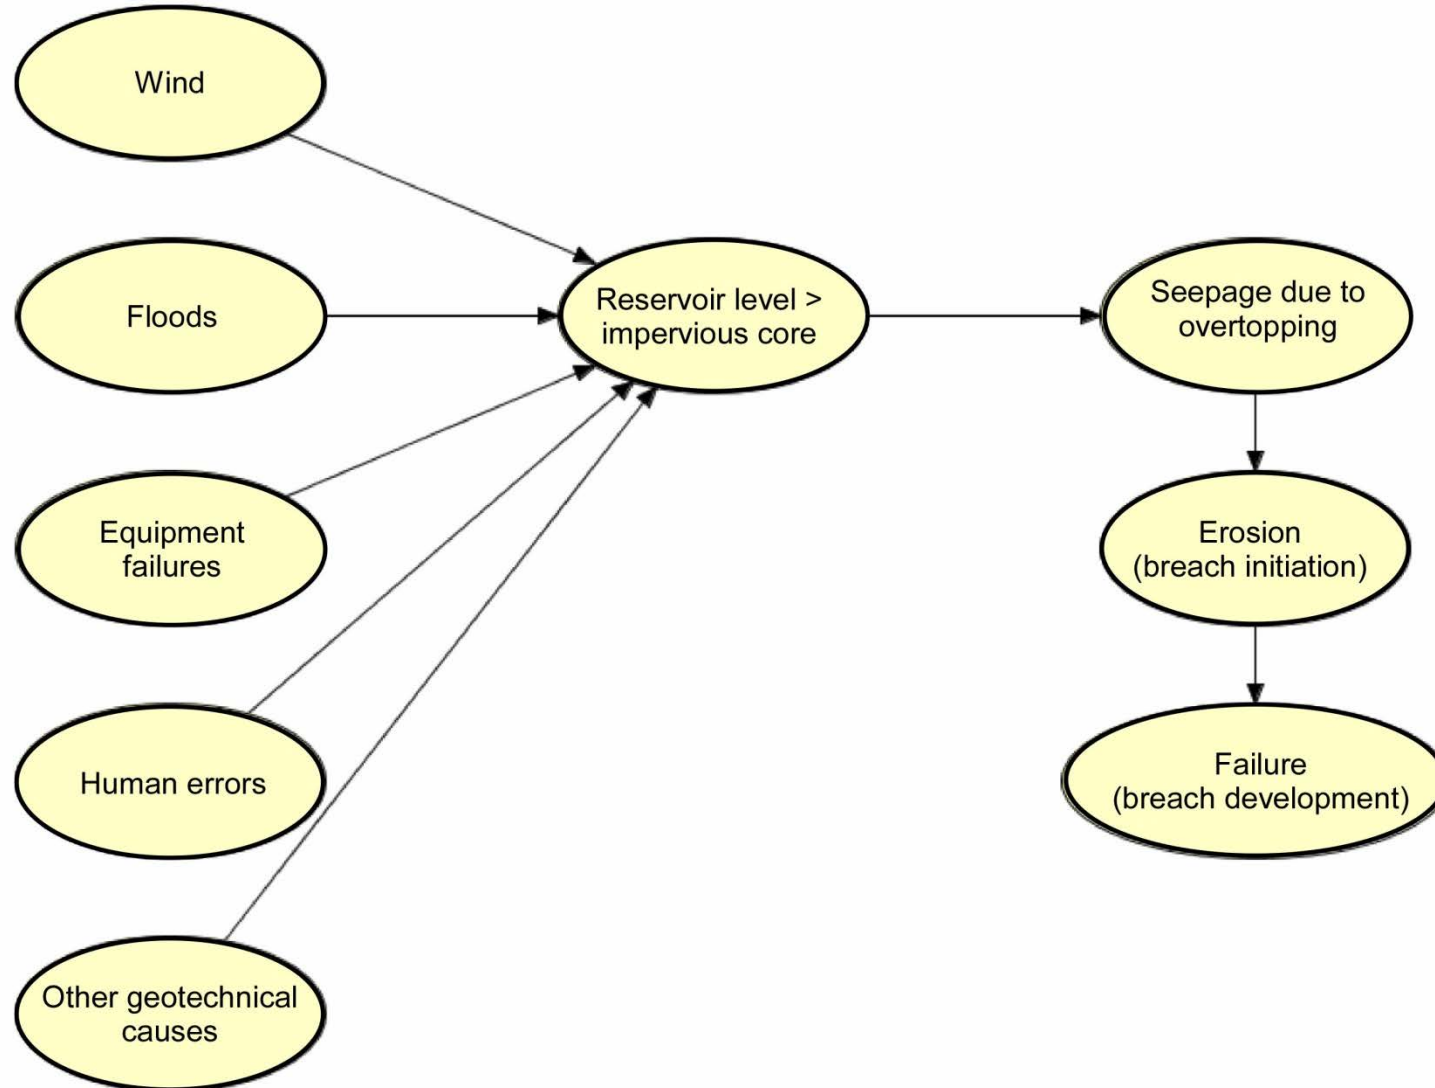 Wind
Floods
Reservoir level >
impervious core
Seepage due to
overtopping
Equipment
failures
Erosion
(breach initiation)
Human errors
Failure
(breach development)
Other geotechnical
causes